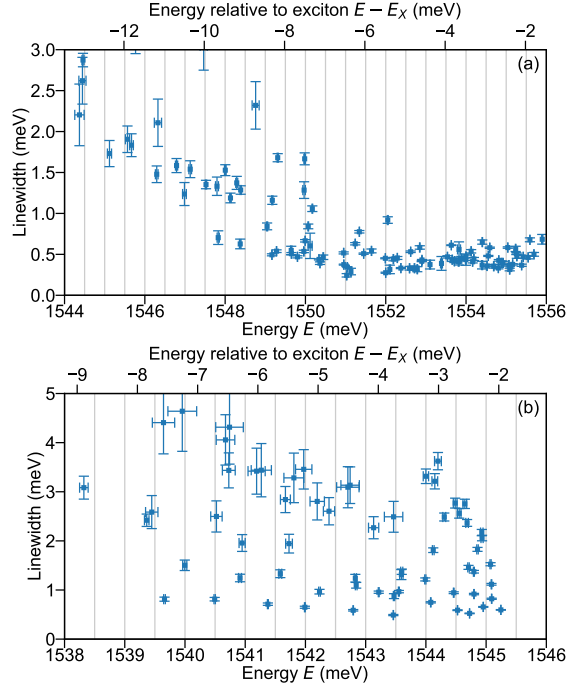 Energy relative to exciton E − E_X (meV)
−12 −10 −8 −6 −4 −2
3.0
(a)
2.5
2.0
1.5
1.0
0.5
0.0
Linewidth (meV)
1544 1546 1548 1550 1552 1554 1556
Energy E (meV)
Energy relative to exciton E − E_X (meV)
−9 −8 −7 −6 −5 −4 −3 −2
5
(b)
4
3
2
1
0
Linewidth (meV)
1538 1539 1540 1541 1542 1543 1544 1545 1546
Energy E (meV)